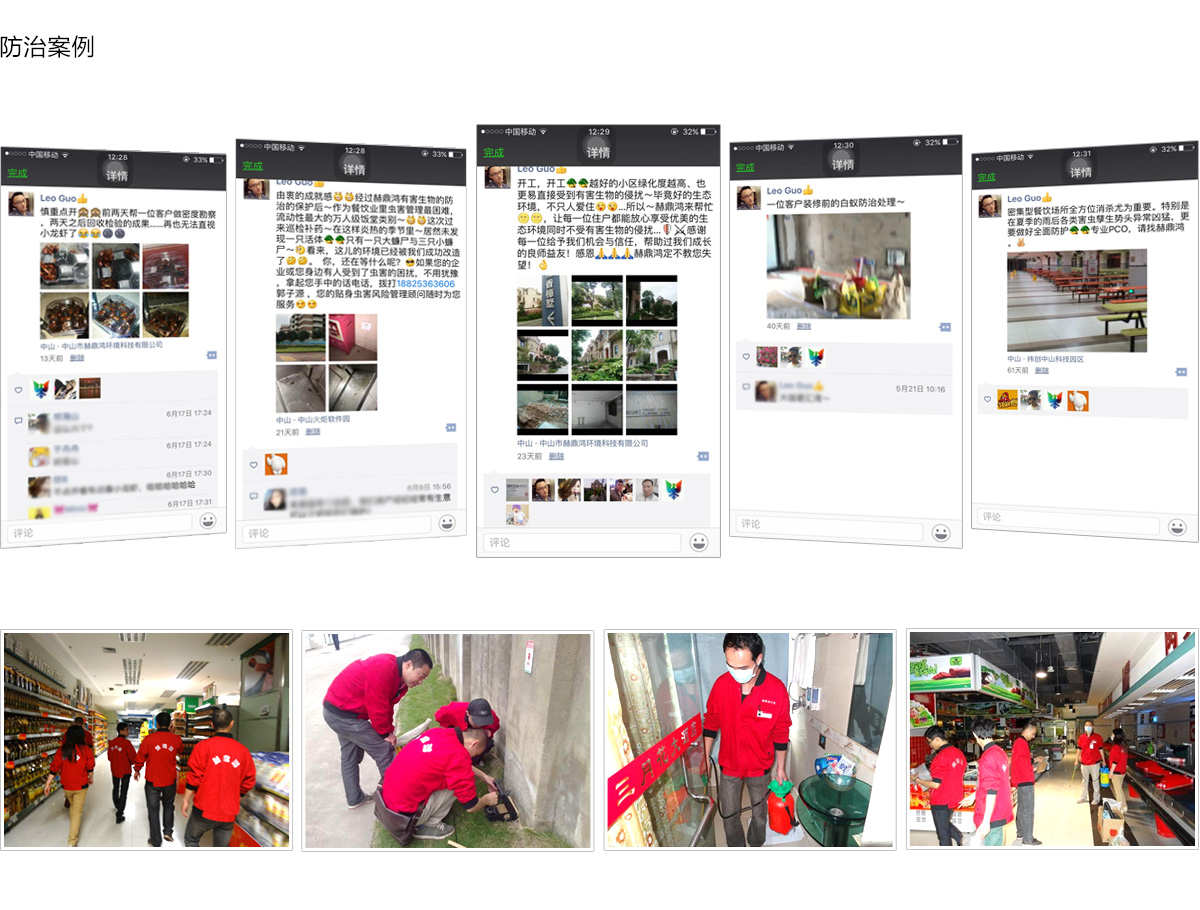 防治案例
中国移动 12:28 33%
完成 详情
Leo Guo👍
慎重点开🙈🙈前两天帮一位客户做密度勘察
，两天之后回收检验的成果......再也无法直视
小龙虾了😂😂🌚🌚
中山 · 中山市赫鼎鸿环境科技有限公司
13天前 删除
6月17日 17:24
6月17日 17:24
6月17日 17:30
6月17日 17:31
评论
中国移动 12:28 33%
完成 详情
Leo Guo👍
由衷的成就感
经过赫鼎鸿有害生物的防
治的保护后~作为餐饮业里虫害管理最困难，
流动性最大的万人级饭堂类别~
这次过
来巡检补药~在这样炎热的季节里~居然未发
现一只活体
只有一只大蠊尸与三只小蠊
尸~
看来，这儿的环境已经被我们成功改造
了
。 你，还在等什么呢？😎如果您的企
业或您身边有人受到了虫害的困扰，不用犹豫
，拿起您手中的话电话，拨打18825363606
郭子源 ，您的贴身虫害风险管理顾问随时为您
服务😏😏
中山 · 中山火炬软件园
21天前 删除
6月9日 15:56
评论
中国移动 12:29 32%
完成 详情
Leo Guo👍
开工，开工
越好的小区绿化度越高、也
更易直接受到有害生物的侵扰~毕竟好的生态
环境，不只人爱住😵😵...所以~赫鼎鸿来帮忙
，让每一位住户都能放心享受优美的生
态环境同时不受有害生物的侵扰...
⚔感谢
每一位给予我们机会与信任，帮助过我们成长
的良师益友！感恩🙏🙏🙏赫鼎鸿定不教您失
望！👌
中山 · 中山市赫鼎鸿环境科技有限公司
23天前 删除
评论
中国移动 12:30 32%
完成 详情
Leo Guo👍
一位客户装修前的白蚁防治处理~
40天前 删除
5月21日 10:16
评论
中国移动 12:31 32%
完成 详情
Leo Guo👍
密集型餐饮场所全方位消杀尤为重要。特别是
在夏季的雨后各类害虫孳生势头异常凶猛，更
要做好全面防护
专业PCO，请找赫鼎鸿
。✌
中山 · 纬创中山科技园区
61天前 删除
评论